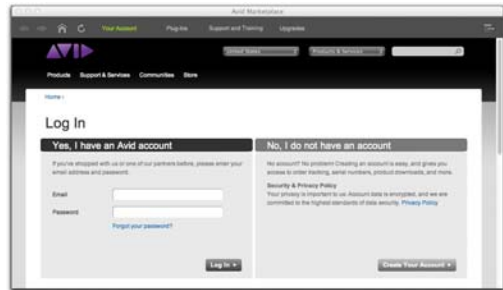 Avid Marketplace
Your Account Plug-Ins Support and Training Upgrades
AVID
United States Products & Services
Products Support & Services Communities Store
Home ›
Log In
Yes, I have an Avid account
If you've shopped with us or one of our partners before, please enter your
email address and password:
Email
Password
Forgot your password?
Log In
No, I do not have an account
No account? No problem! Creating an account is easy, and gives you
access to order tracking, serial numbers, product downloads, and more.
Security & Privacy Policy
Your privacy is important to us. Account data is encrypted, and we are
committed to the highest standards of data security. Privacy Policy
Create Your Account